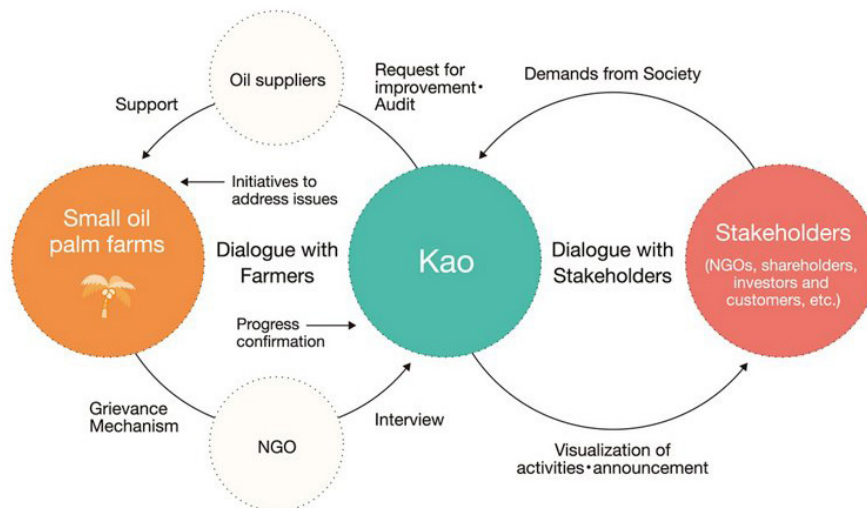 Oil suppliers
Request for
improvement・
Audit
Demands from Society
Support
Initiatives to
address issues
Small oil
palm farms
Dialogue with
Farmers
Kao
Dialogue with
Stakeholders
Stakeholders
(NGOs, shareholders,
investors and
customers, etc.)
Progress
confirmation
Grievance
Mechanism
NGO
Interview
Visualization of
activities・announcement